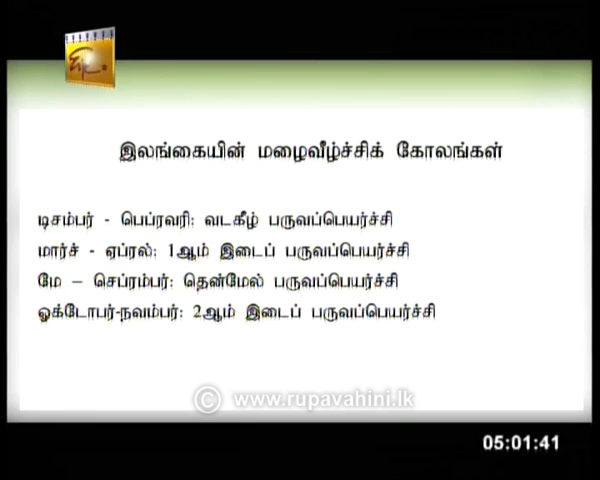 இலங்கையின் மழைவீழ்ச்சிக் கோலங்கள்
டிசம்பர் - பெப்ரவரி: வடகீழ் பருவப்பெயர்ச்சி
மார்ச் - ஏப்ரல்: 1ஆம் இடைப் பருவப்பெயர்ச்சி
மே – செப்ரம்பர்: தென்மேல் பருவப்பெயர்ச்சி
ஒக்டோபர்-நவம்பர்: 2ஆம் இடைப் பருவப்பெயர்ச்சி
© www.rupavahini.lk
05:01:41